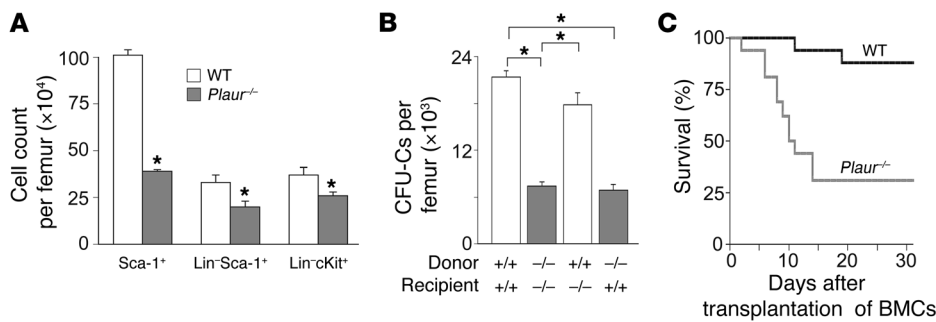 A
Cell count
per femur (×10⁴)
100
75
50
25
0
WT
Plaur⁻/⁻
*
*
*
Sca-1⁺
Lin⁻Sca-1⁺
Lin⁻cKit⁺
B
CFU-Cs per
femur (×10³)
24
12
0
*
*
*
Donor +/+ –/– +/+ –/–
Recipient +/+ –/– –/– +/+
C
Survival (%)
100
75
50
25
0
WT
Plaur⁻/⁻
0 10 20 30
Days after
transplantation of BMCs